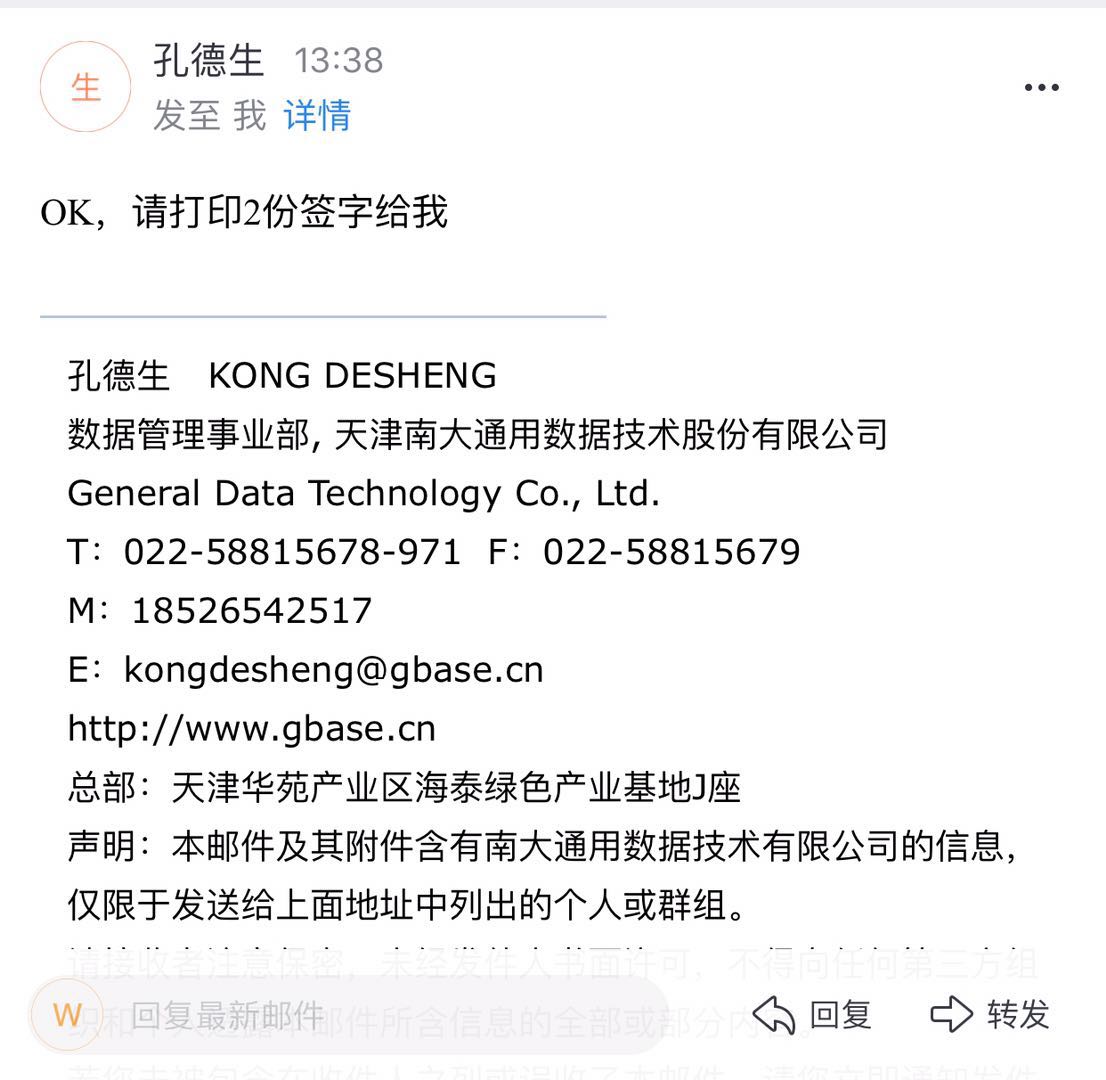 生
孔德生 13:38
发至 我 详情
OK，请打印2份签字给我
孔德生 KONG DESHENG
数据管理事业部, 天津南大通用数据技术股份有限公司
General Data Technology Co., Ltd.
T：022-58815678-971 F：022-58815679
M：18526542517
E：kongdesheng@gbase.cn
http://www.gbase.cn
总部：天津华苑产业区海泰绿色产业基地J座
声明：本邮件及其附件含有南大通用数据技术有限公司的信息，
仅限于发送给上面地址中列出的个人或群组。
请接收者注意保密，未经发件人书面许可，不得向任何第三方组
邮件所含信息的全部或部分内
W 回复最新邮件 回复 转发